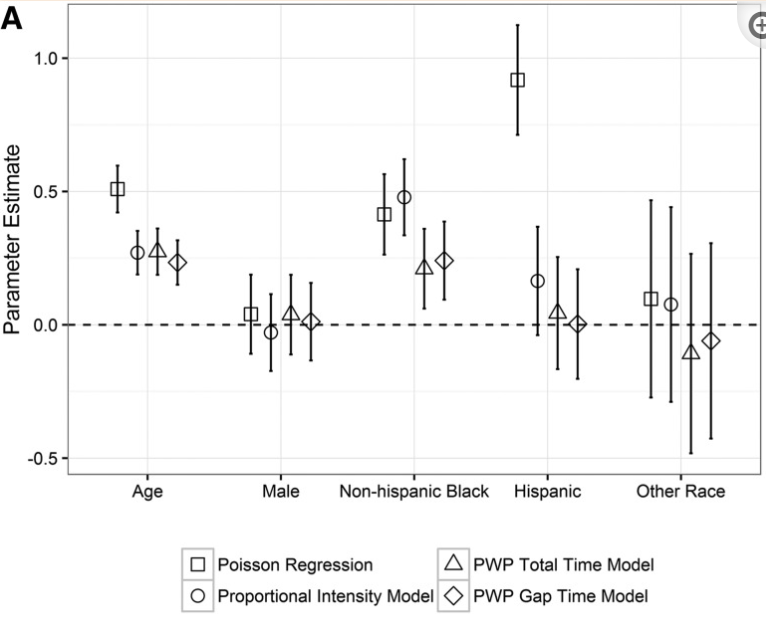 A
Parameter Estimate
1.0
0.5
0.0
-0.5
Age Male Non-hispanic Black Hispanic Other Race
Poisson Regression PWP Total Time Model
Proportional Intensity Model PWP Gap Time Model